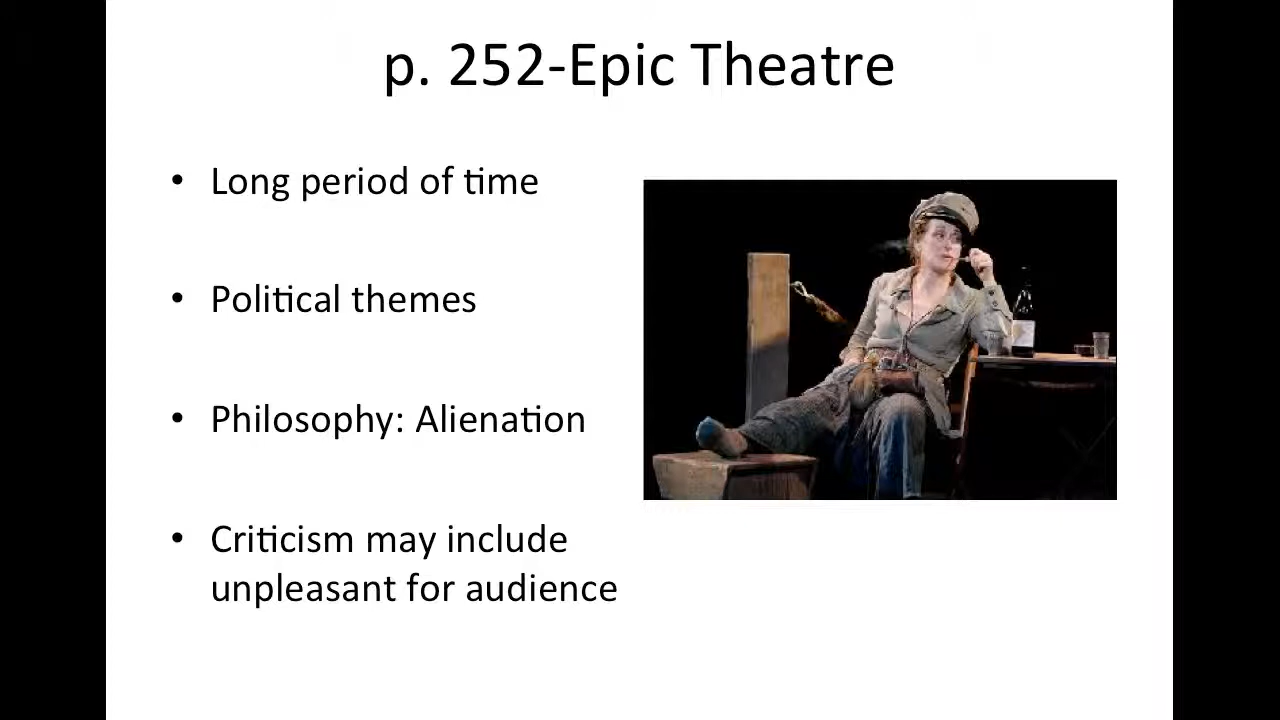 p. 252-Epic Theatre
• Long period of time
• Political themes
• Philosophy: Alienation
• Criticism may include
unpleasant for audience